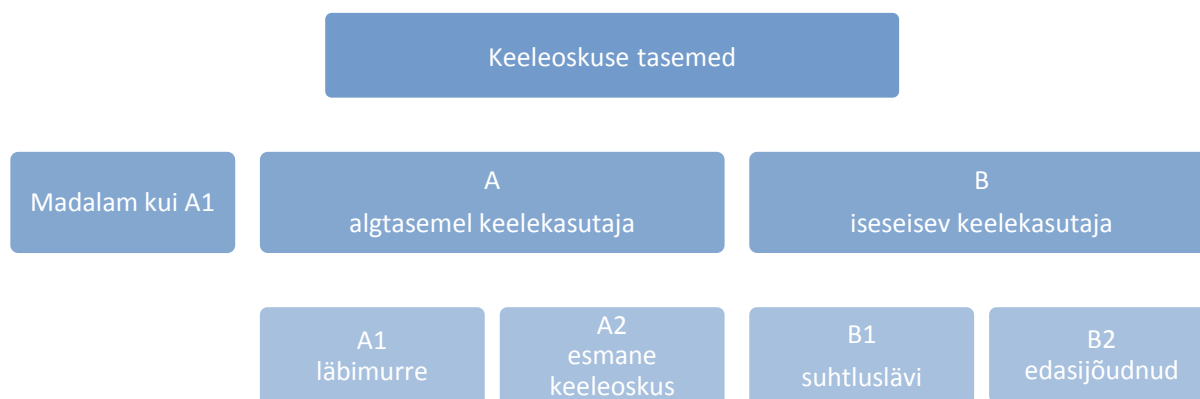 Keeleoskuse tasemed
Madalam kui A1
A
algtasemel keelekasutaja
B
iseseisev keelekasutaja
A1
läbimurre
A2
esmane
keeleoskus
B1
suhtluslävi
B2
edasijõudnud